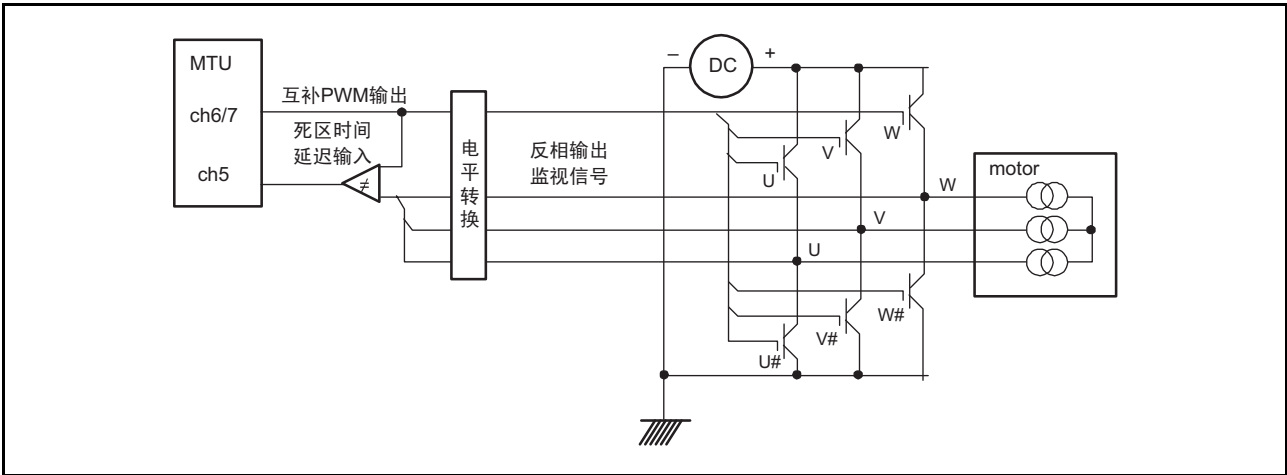 MTU
ch6/7
ch5
互补PWM输出
死区时间
延迟输入
≠
电平转换
反相输出
监视信号
−
DC
+
W
V
U
W
V
U
W#
V#
U#
motor